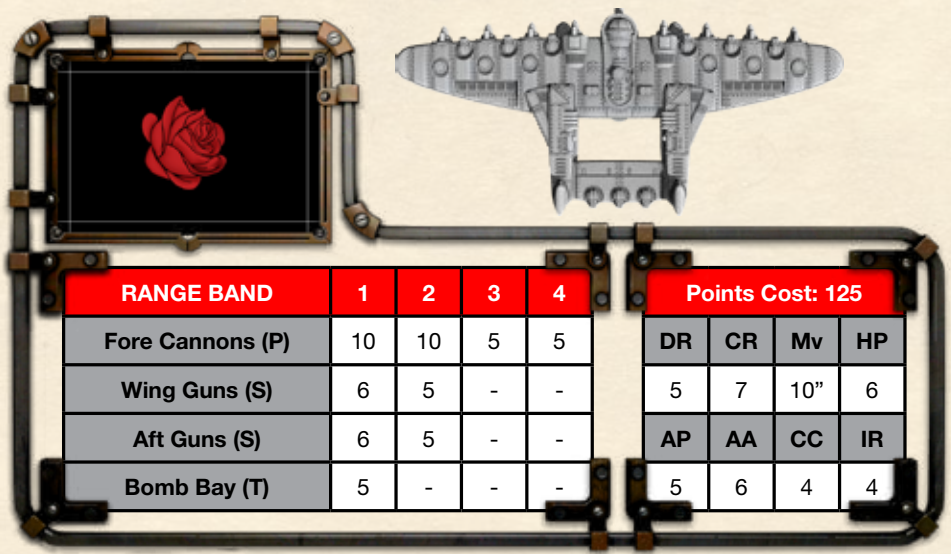 RANGE BAND 1 2 3 4
Fore Cannons (P) 10 10 5 5
Wing Guns (S) 6 5 - -
Aft Guns (S) 6 5 - -
Bomb Bay (T) 5 - - -
Points Cost: 125
DR CR Mv HP
5 7 10” 6
AP AA CC IR
5 6 4 4